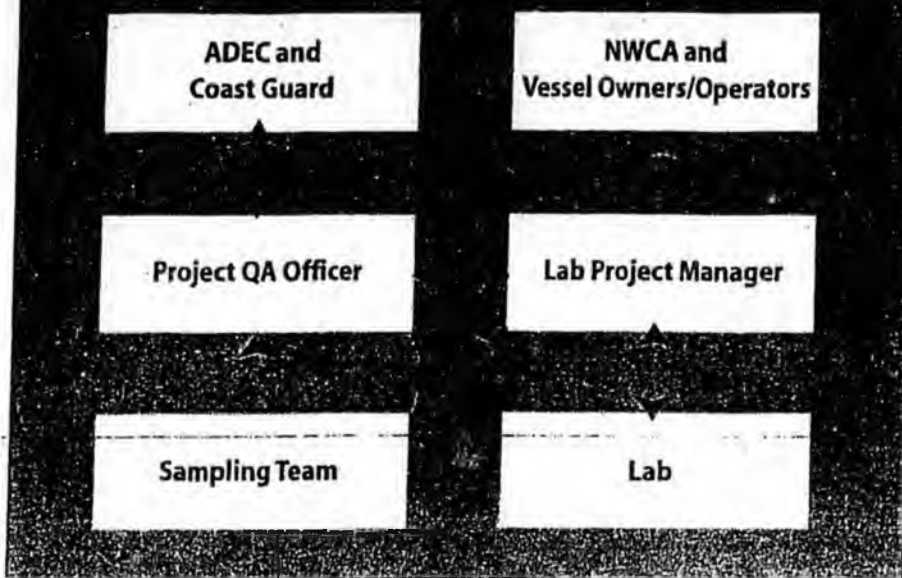 ADEC and
Coast Guard
NWCA and
Vessel Owners/Operators
Project QA Officer
Lab Project Manager
Sampling Team
Lab